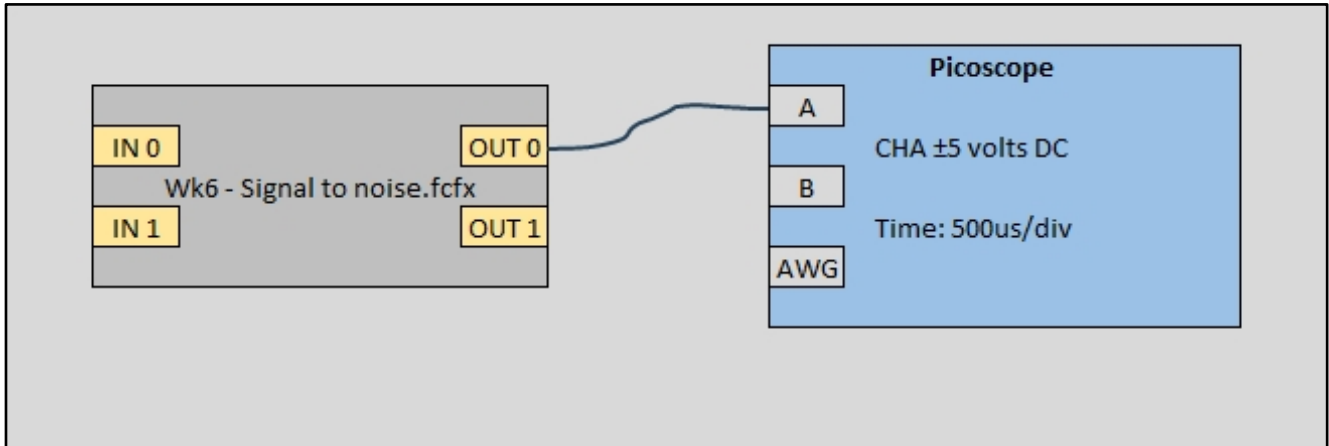 Picoscope
A
IN 0
OUT 0
CHA ±5 volts DC
Wk6 - Signal to noise.fcfx
B
IN 1
OUT 1
Time: 500us/div
AWG